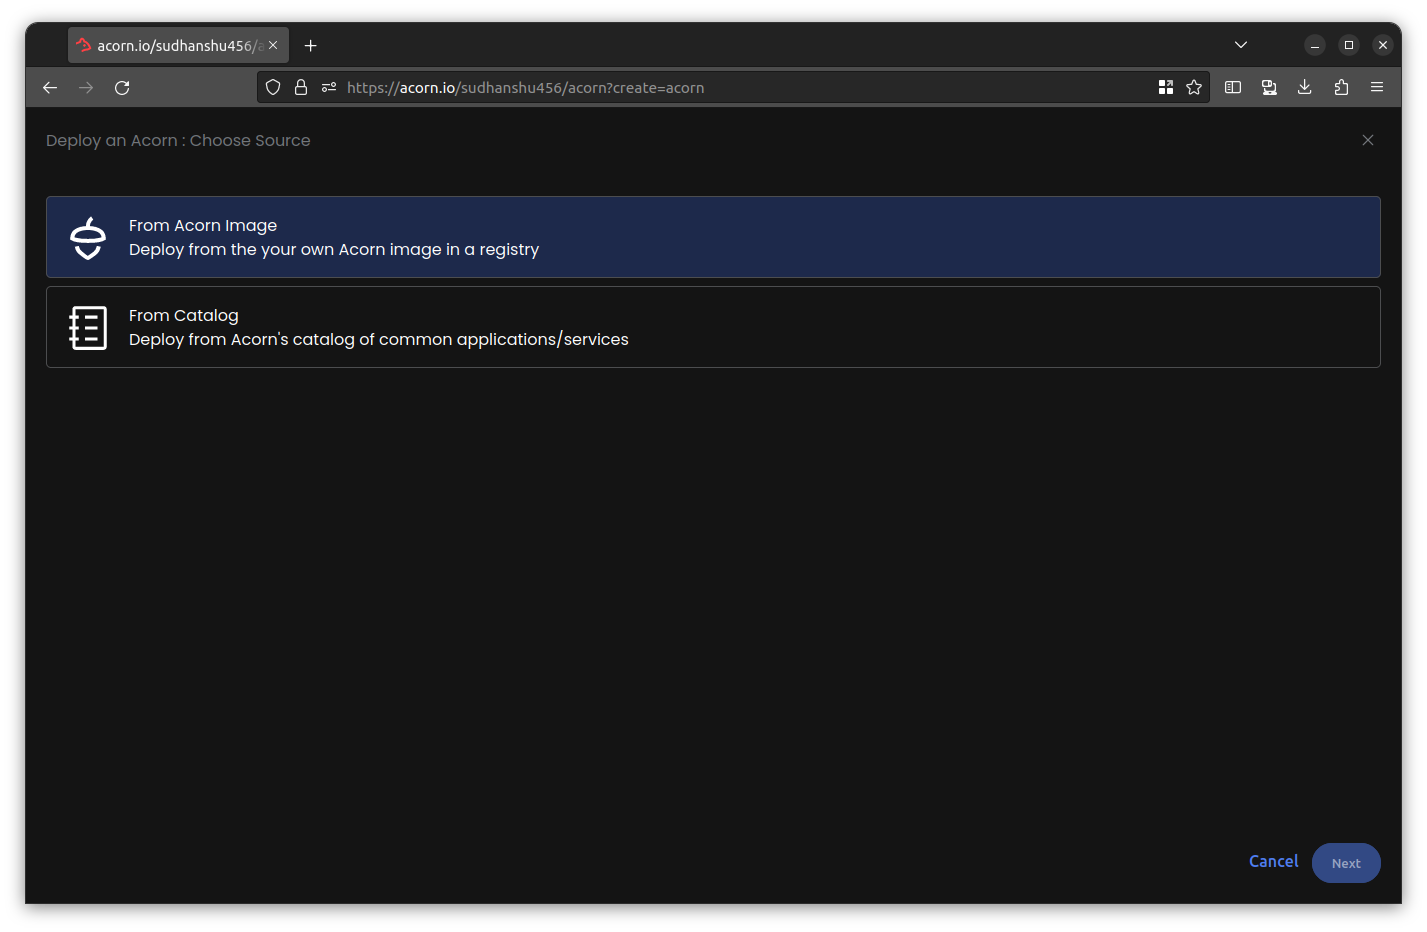 acorn.io/sudhanshu456/a
https://acorn.io/sudhanshu456/acorn?create=acorn
Deploy an Acorn : Choose Source
From Acorn Image
Deploy from the your own Acorn image in a registry
From Catalog
Deploy from Acorn's catalog of common applications/services
Cancel
Next